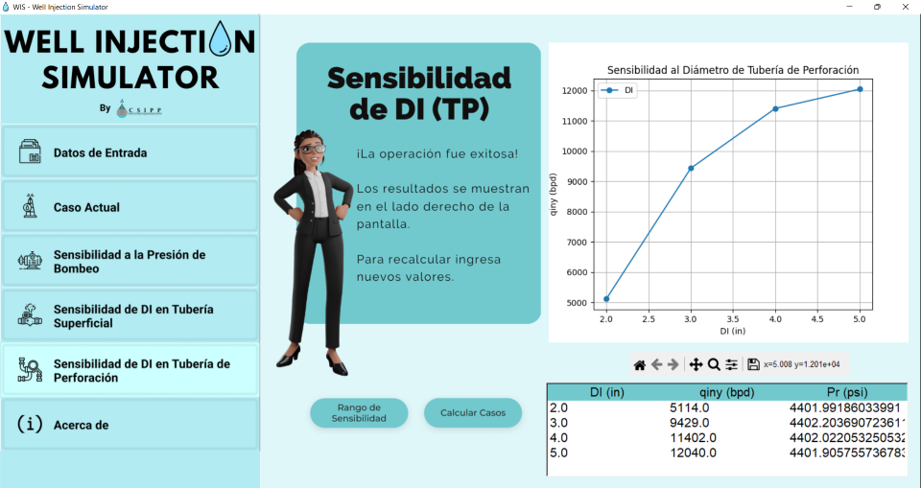 WIS - Well Injection Simulator
WELL INJECTION
SIMULATOR
By CSIPP
Datos de Entrada
Caso Actual
Sensibilidad a la Presión de
Bombeo
Sensibilidad de DI en Tubería
Superficial
Sensibilidad de DI en Tubería de
Perforación
Acerca de
Sensibilidad
de DI (TP)
¡La operación fue exitosa!
Los resultados se muestran
en el lado derecho de la
pantalla.
Para recalcular ingresa
nuevos valores.
Rango de
Sensibilidad
Calcular Casos
Sensibilidad al Diámetro de Tubería de Perforación
DI
12000
11000
10000
9000
8000
7000
6000
5000
qiny (bpd)
2.0 2.5 3.0 3.5 4.0 4.5 5.0
DI (in)
x=5.008 y=1.201e+04
DI (in) qiny (bpd) Pr (psi)
2.0 5114.0 4401.99186033991
3.0 9429.0 4402.20369072361
4.0 11402.0 4402.022053250532
5.0 12040.0 4401.905755736783